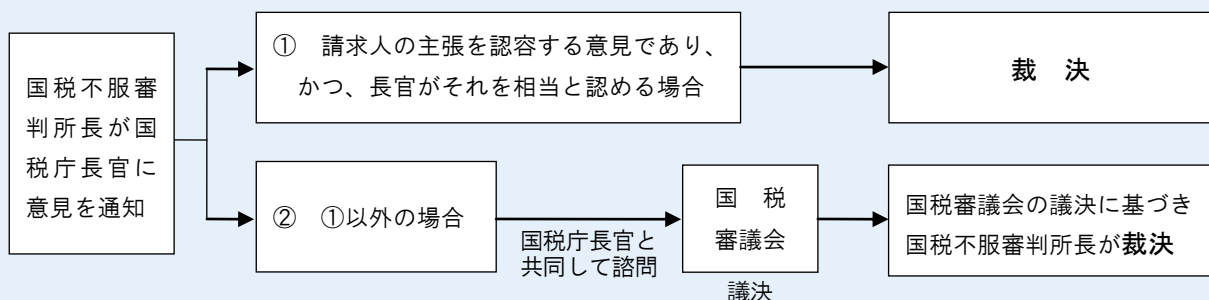 国税不服審
判所長が国
税庁長官に
意見を通知
① 請求人の主張を認容する意見であり、
かつ、長官がそれを相当と認める場合
裁 決
② ①以外の場合
国税庁長官と
共同して諮問
国 税
審議会
議決
国税審議会の議決に基づき
国税不服審判所長が裁決